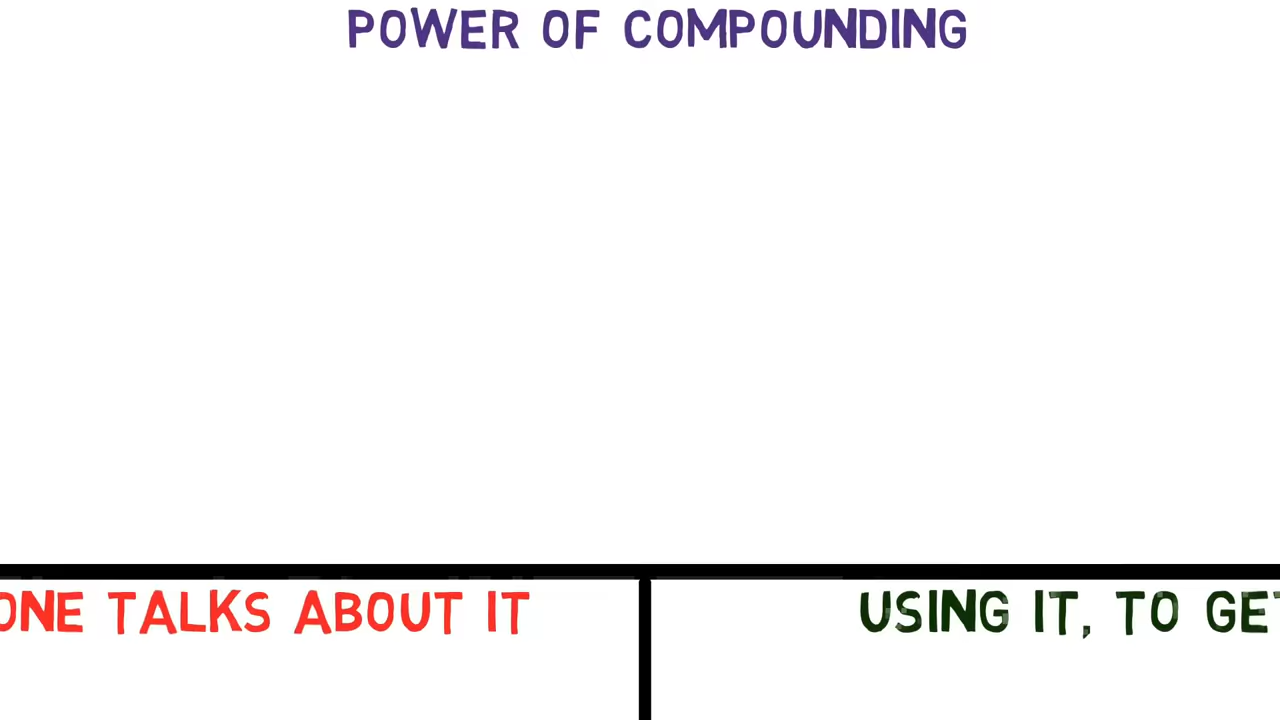 POWER OF COMPOUNDING
ONE TALKS ABOUT IT
USING IT, TO GET